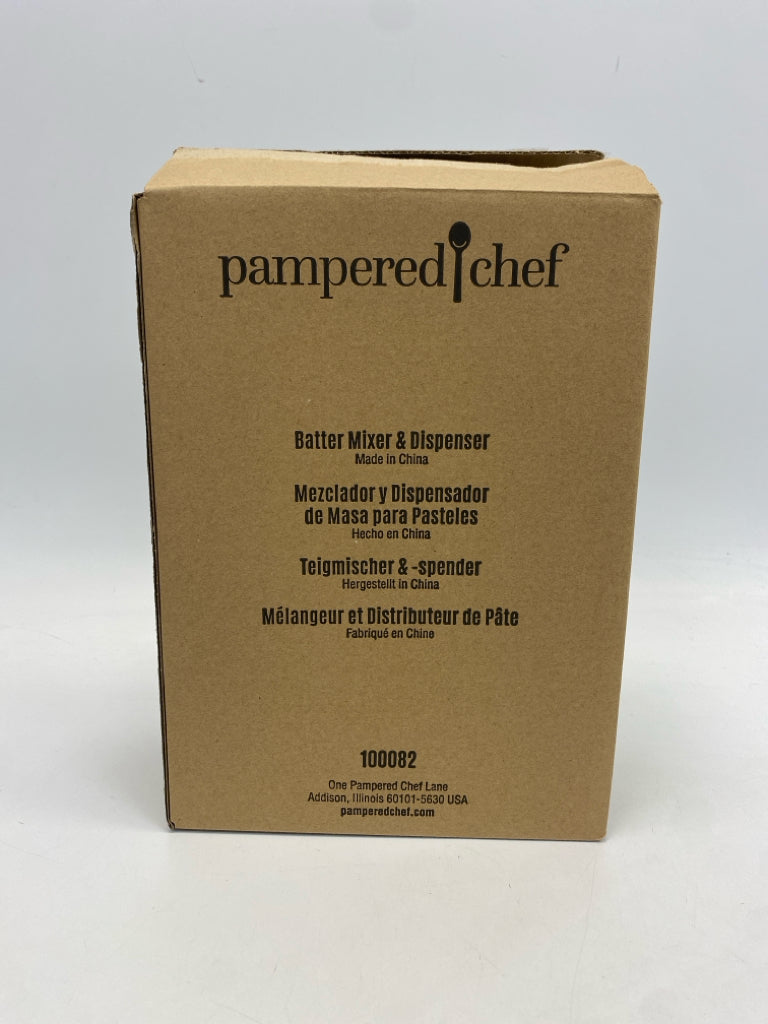 pampered chef
Batter Mixer & Dispenser
Made in China
Mezclador y Dispensador
de Masa para Pasteles
Hecho en China
Teigmischer & -spender
Hergestellt in China
Mélangeur et Distributeur de Pâte
Fabriqué en Chine
100082
One Pampered Chef Lane
Addison, Illinois 60101-5630 USA
pamperedchef.com